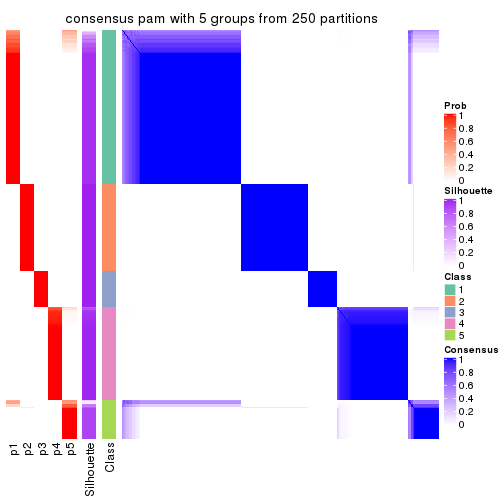 consensus pam with 5 groups from 250 partitions
Prob
1
0.8
0.6
0.4
0.2
0
Silhouette
1
0.8
0.6
0.4
0.2
0
Class
1
2
3
4
5
Consensus
1
0.8
0.6
0.4
0.2
0
p1
p2
p3
p4
p5
Silhouette
Class